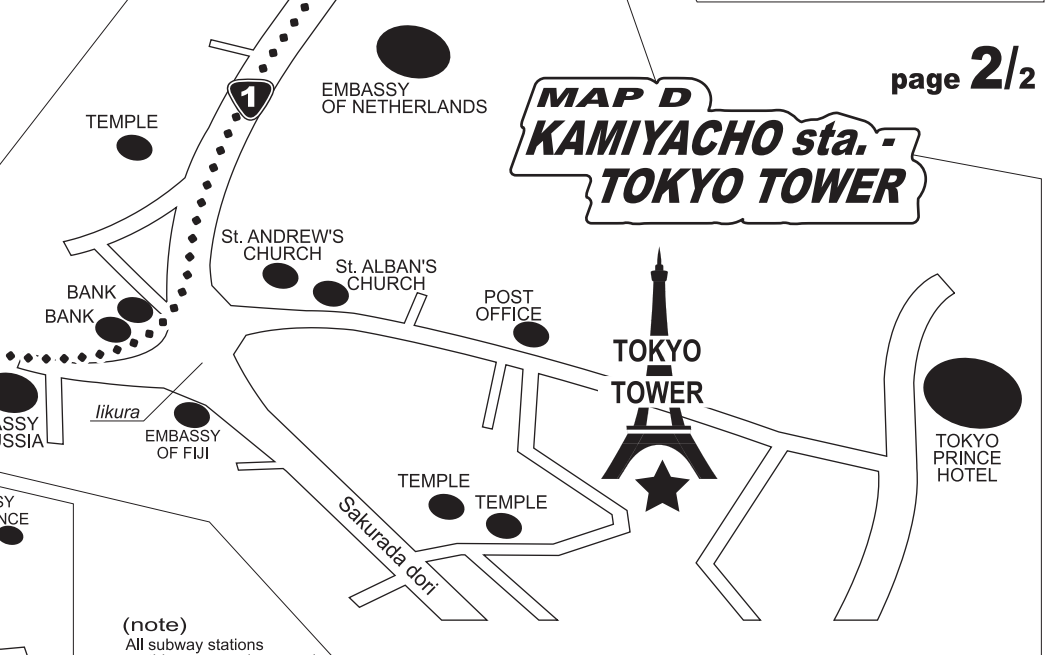 page 2/2
1
EMBASSY
OF NETHERLANDS
MAP D
KAMIYACHO sta. -
TOKYO TOWER
TEMPLE
St. ANDREW'S
CHURCH
St. ALBAN'S
CHURCH
BANK
BANK
POST
OFFICE
TOKYO
TOWER
Iikura
EMBASSY
OF FIJI
TOKYO
PRINCE
HOTEL
TEMPLE
TEMPLE
Sakurada dori
(note)
All subway stations